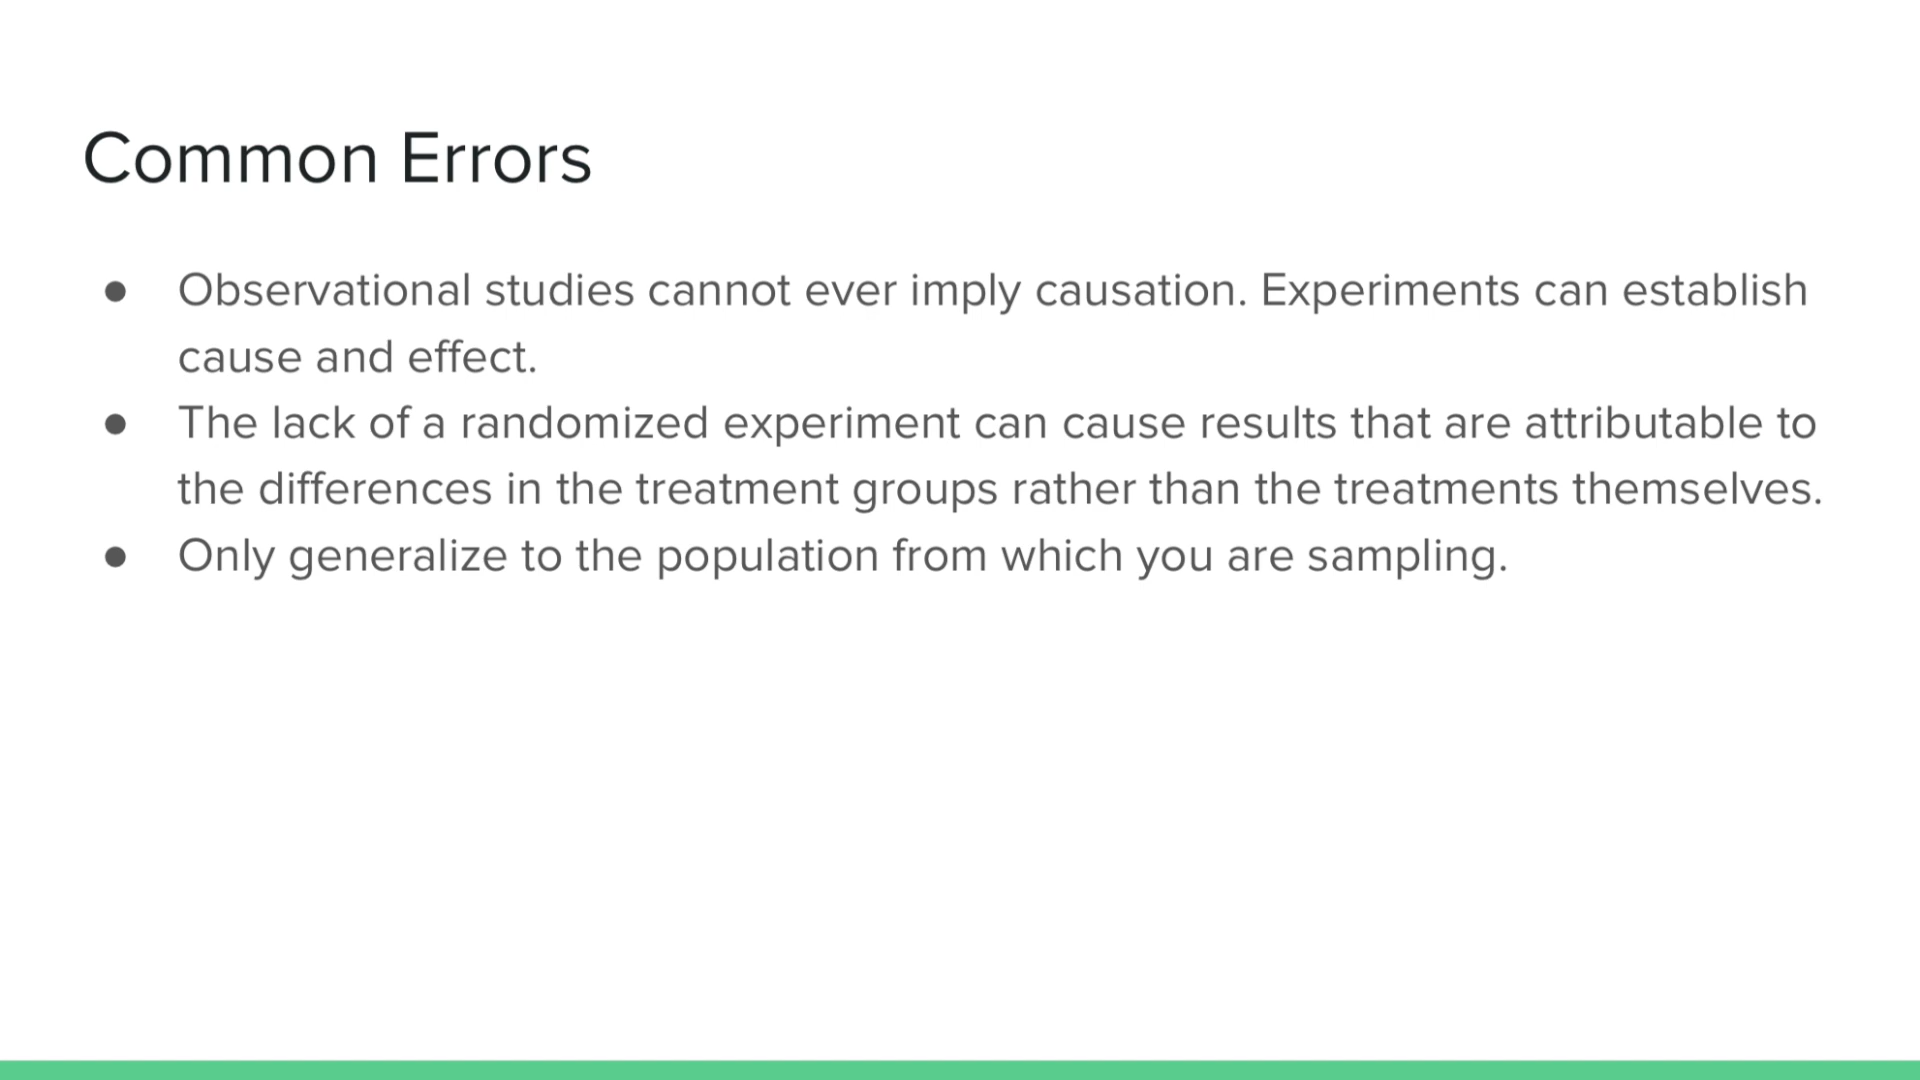 Common Errors
● Observational studies cannot ever imply causation. Experiments can establish
cause and effect.
● The lack of a randomized experiment can cause results that are attributable to
the differences in the treatment groups rather than the treatments themselves.
● Only generalize to the population from which you are sampling.